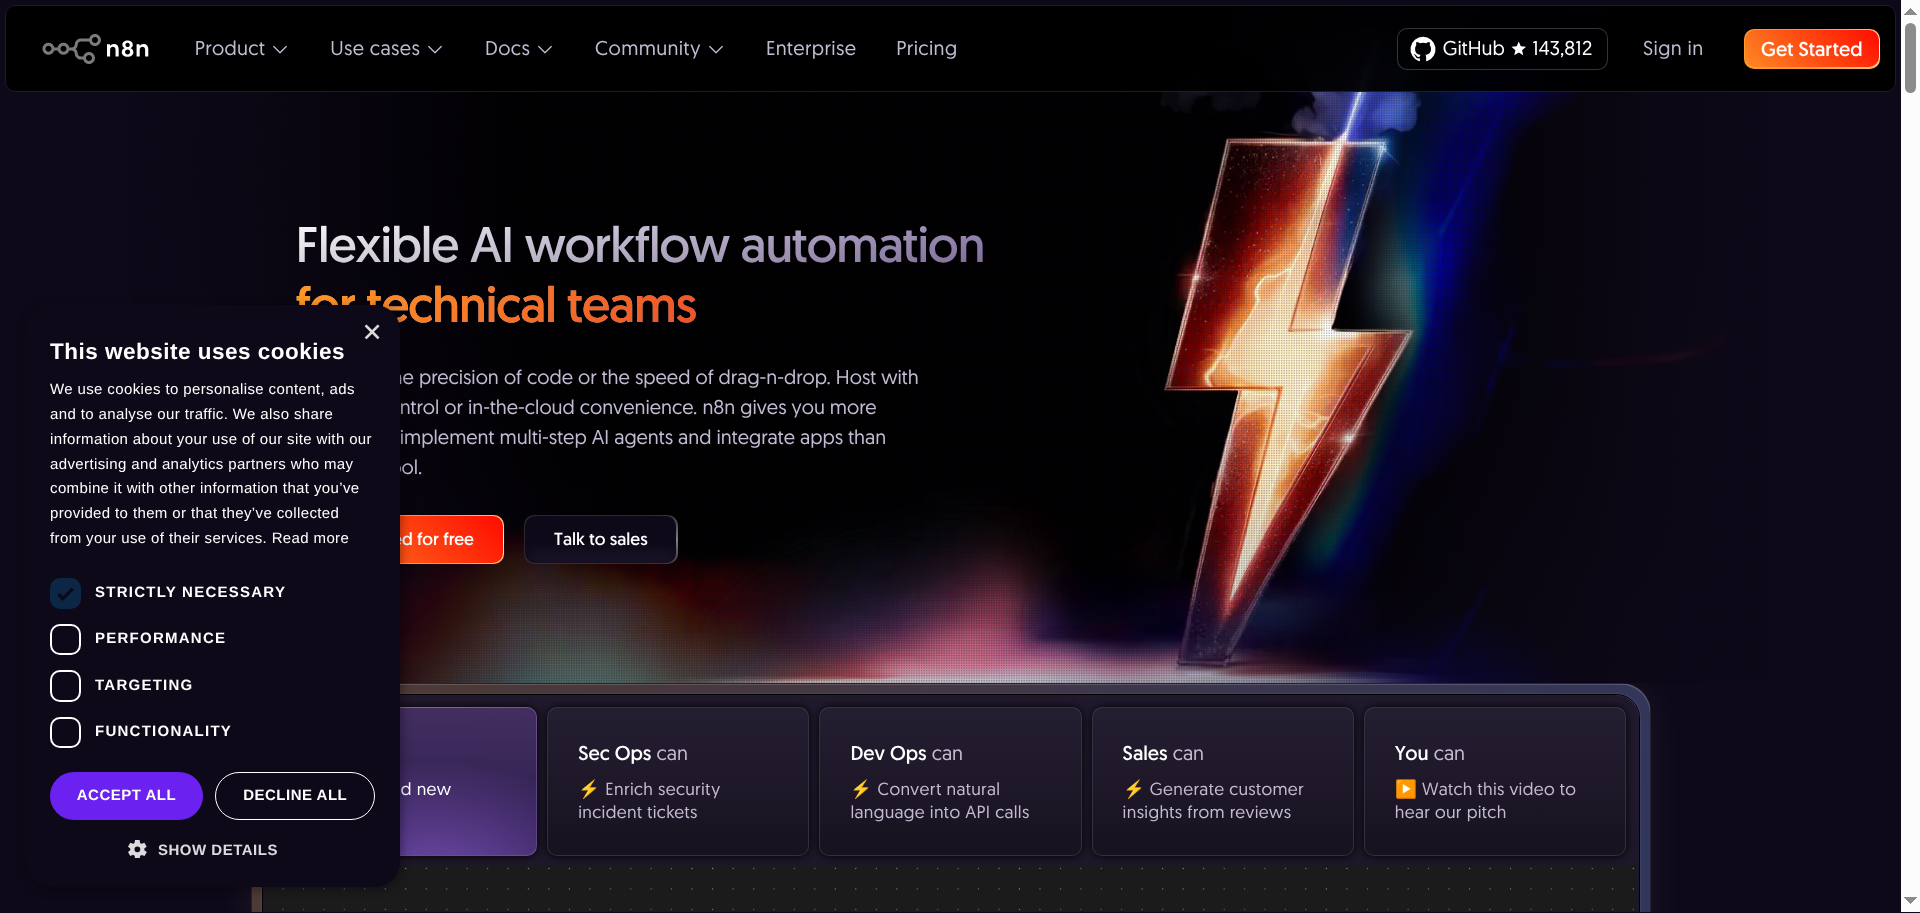 n8n
Product
Use cases
Docs
Community
Enterprise
Pricing
GitHub ★ 143,812
Sign in
Get Started
Flexible AI workflow automation
for technical teams
precision of code or the speed of drag-n-drop. Host with
or in-the-cloud convenience. n8n gives you more
implement multi-step AI agents and integrate apps than
for free
Talk to sales
This website uses cookies
We use cookies to personalise content, ads
and to analyse our traffic. We also share
information about your use of our site with our
advertising and analytics partners who may
combine it with other information that you’ve
provided to them or that they’ve collected
from your use of their services. Read more
STRICTLY NECESSARY
PERFORMANCE
TARGETING
FUNCTIONALITY
ACCEPT ALL
DECLINE ALL
SHOW DETAILS
new
Sec Ops can
⚡ Enrich security
incident tickets
Dev Ops can
⚡ Convert natural
language into API calls
Sales can
⚡ Generate customer
insights from reviews
You can
▶️ Watch this video to
hear our pitch